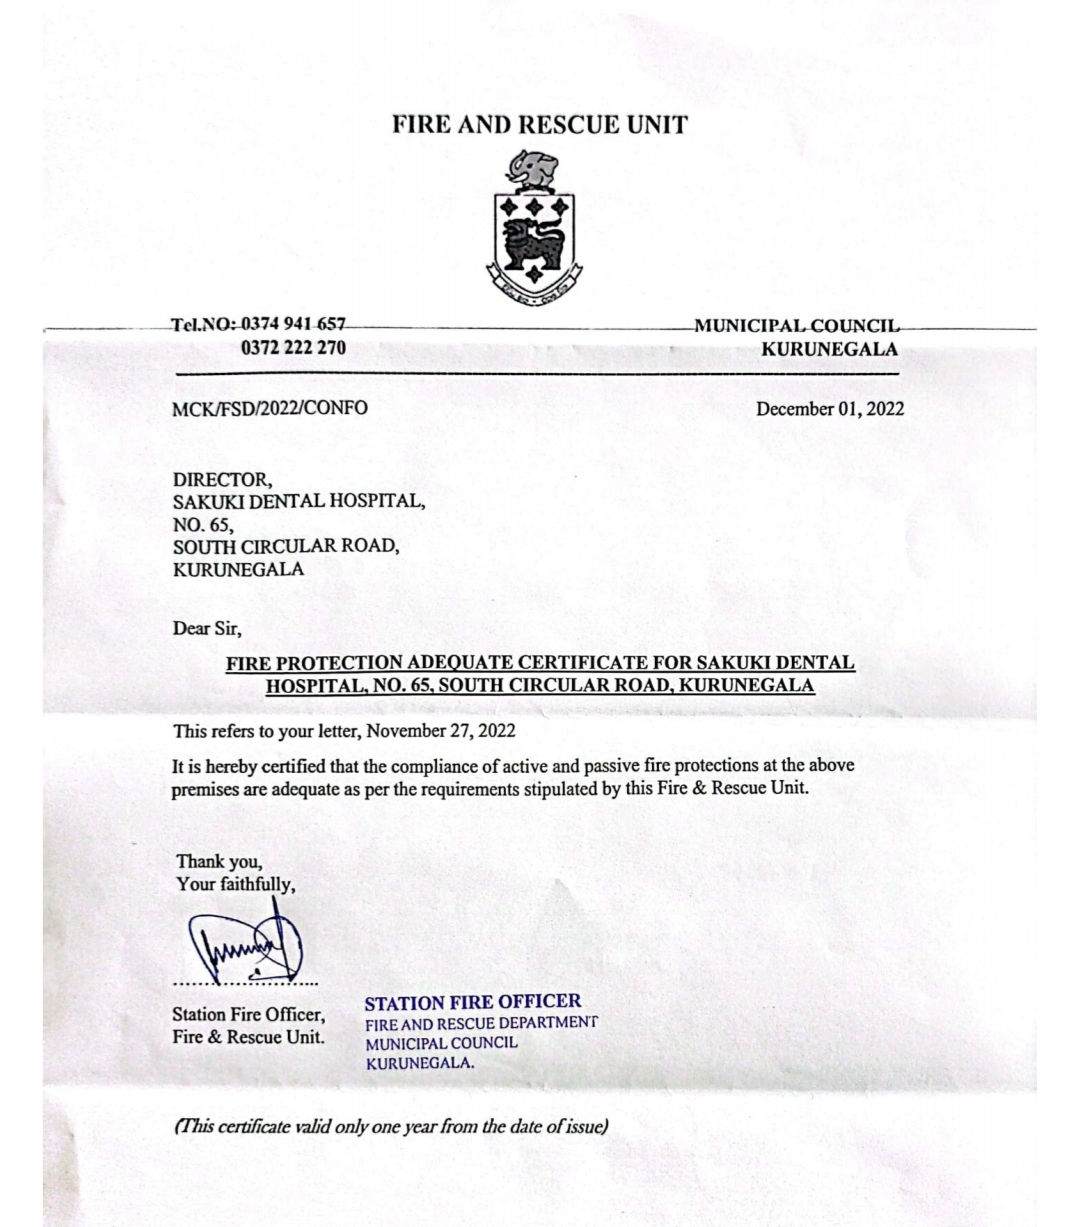 FIRE AND RESCUE UNIT
Tel.NO: 0374 941 657
0372 222 270
MUNICIPAL COUNCIL
KURUNEGALA
MCK/FSD/2022/CONFO
December 01, 2022
DIRECTOR,
SAKUKI DENTAL HOSPITAL,
NO. 65,
SOUTH CIRCULAR ROAD,
KURUNEGALA
Dear Sir,
FIRE PROTECTION ADEQUATE CERTIFICATE FOR SAKUKI DENTAL
HOSPITAL, NO. 65, SOUTH CIRCULAR ROAD, KURUNEGALA
This refers to your letter, November 27, 2022
It is hereby certified that the compliance of active and passive fire protections at the above
premises are adequate as per the requirements stipulated by this Fire & Rescue Unit.
Thank you,
Your faithfully,
Station Fire Officer,
Fire & Rescue Unit.
STATION FIRE OFFICER
FIRE AND RESCUE DEPARTMENT
MUNICIPAL COUNCIL
KURUNEGALA.
(This certificate valid only one year from the date of issue)